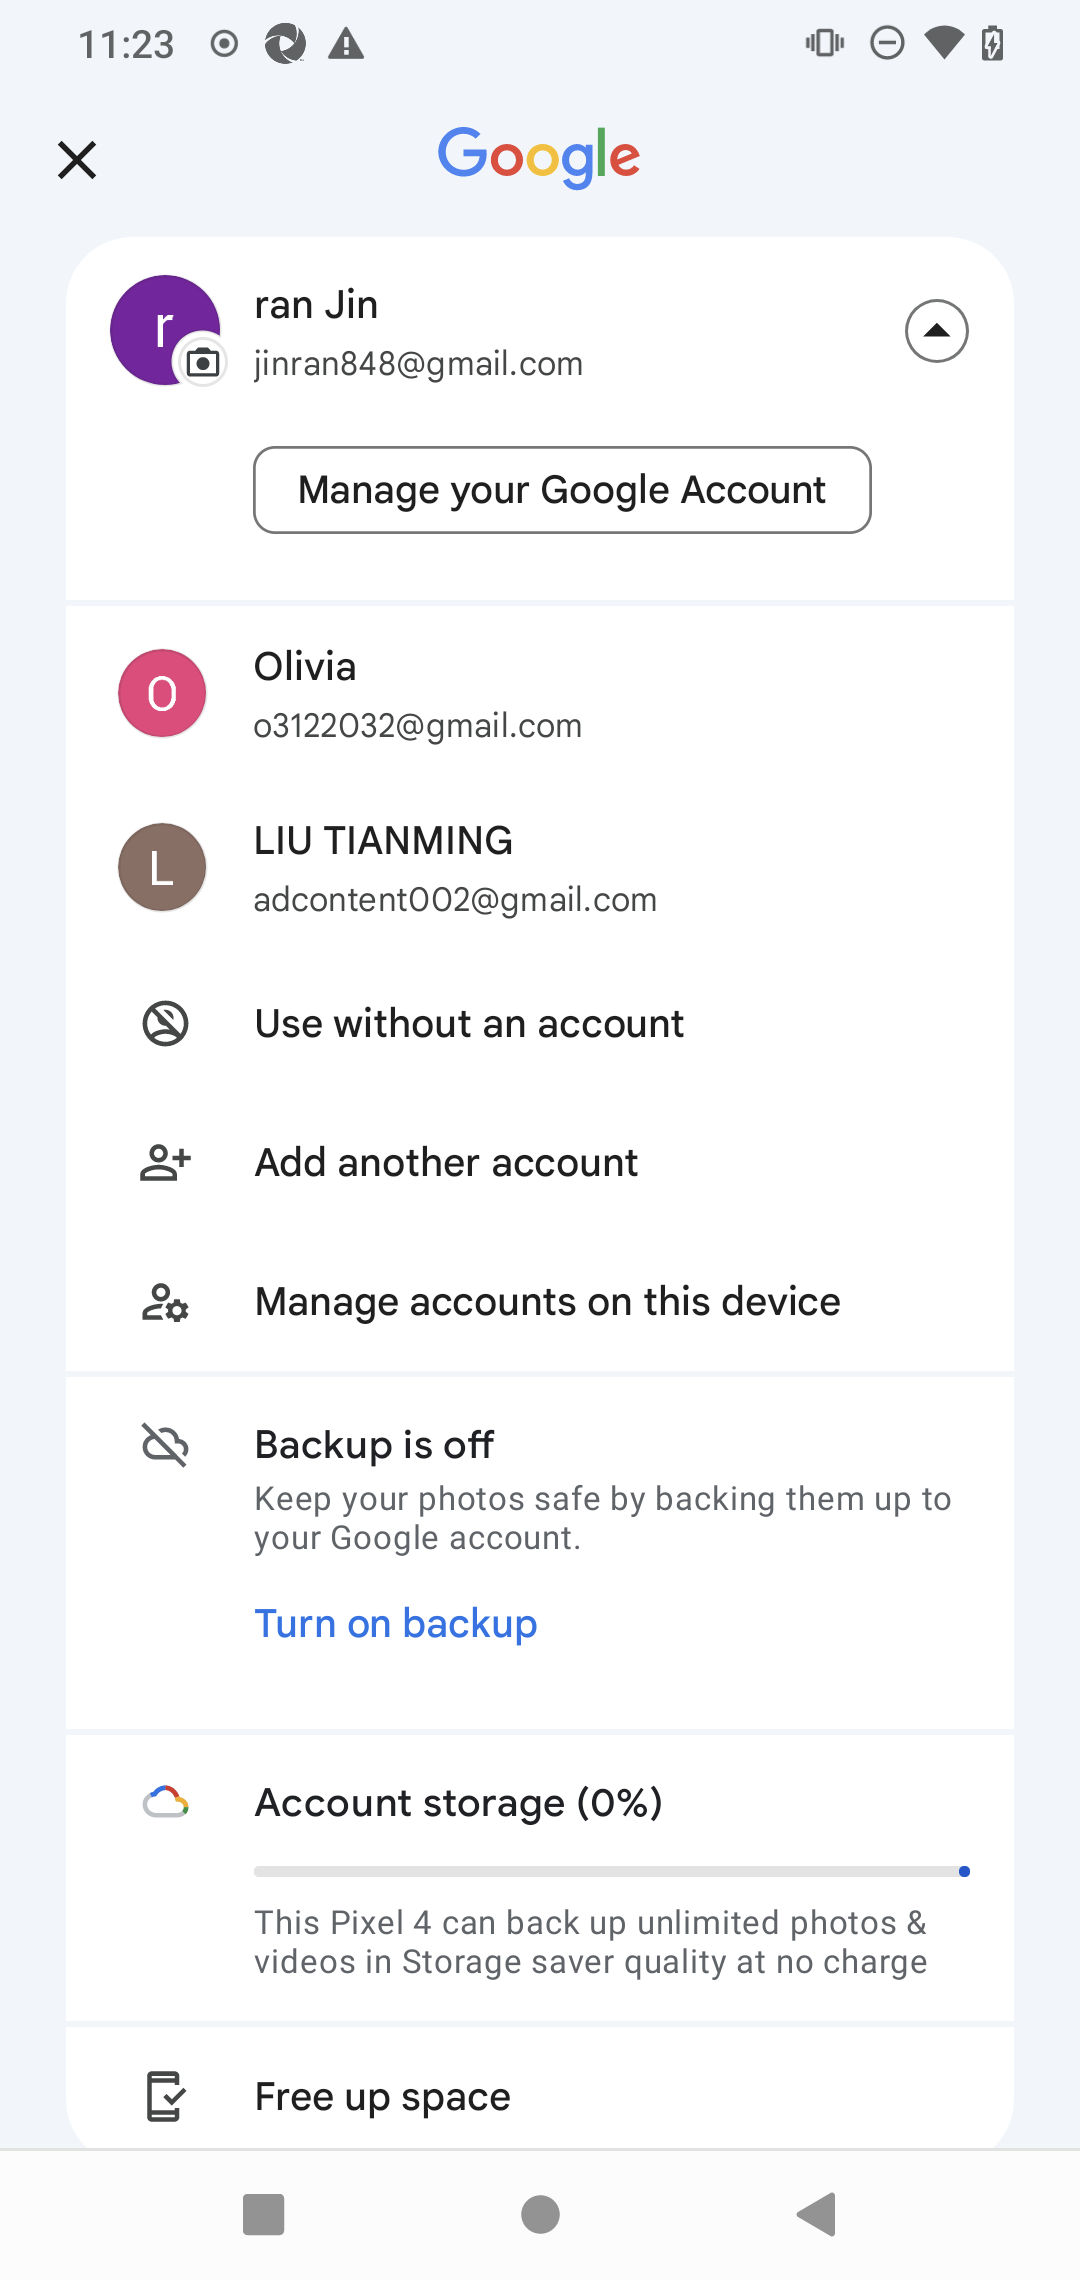 11:23
Google
r
ran Jin
jinran848@gmail.com
Manage your Google Account
O
Olivia
o3122032@gmail.com
L
LIU TIANMING
adcontent002@gmail.com
Use without an account
Add another account
Manage accounts on this device
Backup is off
Keep your photos safe by backing them up to
your Google account.
Turn on backup
Account storage (0%)
This Pixel 4 can back up unlimited photos &
videos in Storage saver quality at no charge
Free up space